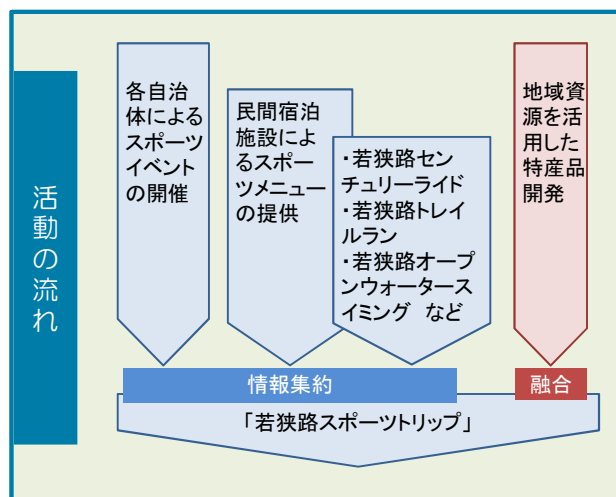 活動の流れ
各自治
体による
スポーツ
イベント
の開催
民間宿泊
施設によ
るスポー
ツメニュー
の提供
・若狭路セン
チュリーライド
・若狭路トレイ
ルラン
・若狭路オープ
ンウォータース
イミング など
地域資
源を活
用した
特産品
開発
情報集約
融合
「若狭路スポーツトリップ」